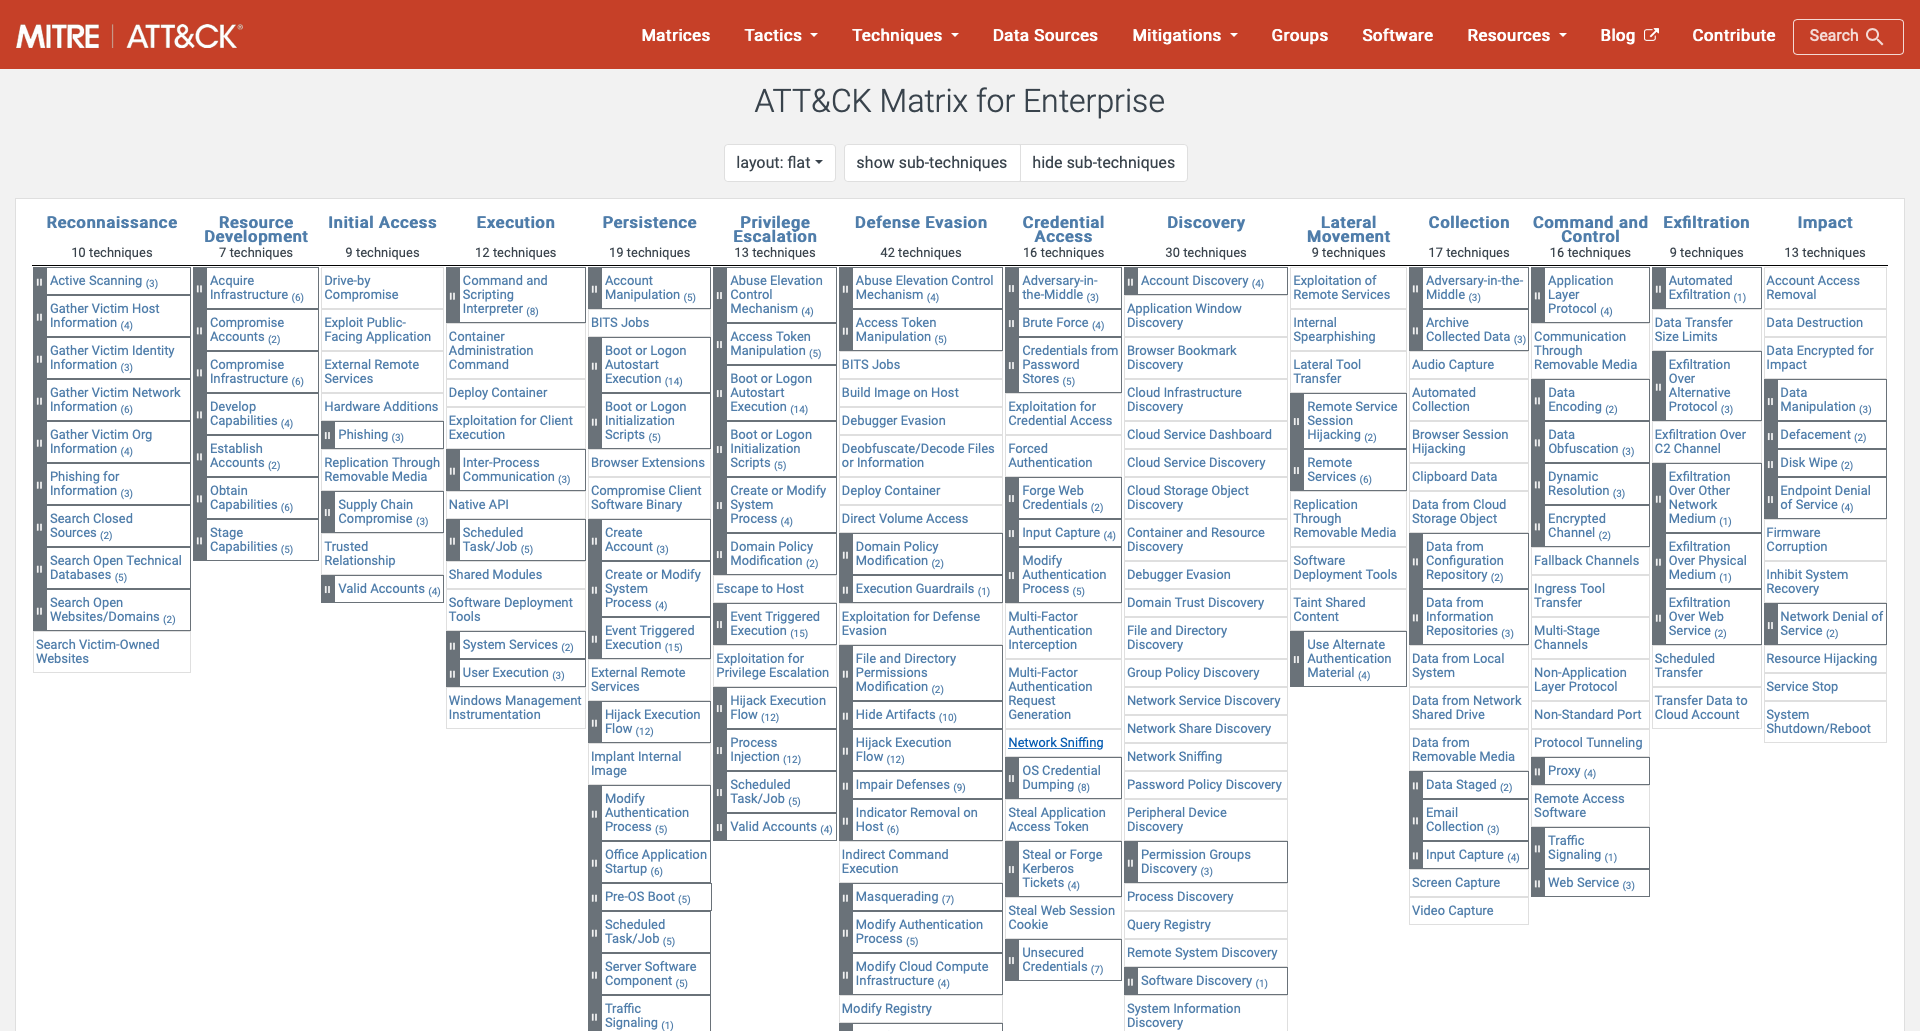 MITRE | ATT&CK®
Matrices
Tactics
Techniques
Data Sources
Mitigations
Groups
Software
Resources
Blog
Contribute
Search
ATT&CK Matrix for Enterprise
layout: flat
show sub-techniques
hide sub-techniques
Reconnaissance
10 techniques
Active Scanning (3)
Gather Victim Host
Information (4)
Gather Victim Identity
Information (3)
Gather Victim Network
Information (6)
Gather Victim Org
Information (4)
Phishing for
Information (3)
Search Closed
Sources (2)
Search Open Technical
Databases (5)
Search Open
Websites/Domains (2)
Search Victim-Owned
Websites
Resource
Development
7 techniques
Acquire
Infrastructure (6)
Compromise
Accounts (2)
Compromise
Infrastructure (6)
Develop
Capabilities (4)
Establish
Accounts (2)
Obtain
Capabilities (6)
Stage
Capabilities (5)
Initial Access
9 techniques
Drive-by
Compromise
Exploit Public-
Facing Application
External Remote
Services
Hardware Additions
Phishing (3)
Replication Through
Removable Media
Supply Chain
Compromise (3)
Trusted
Relationship
Valid Accounts (4)
Execution
12 techniques
Command and
Scripting
Interpreter (8)
Container
Administration
Command
Deploy Container
Exploitation for Client
Execution
Inter-Process
Communication (3)
Native API
Scheduled
Task/Job (5)
Shared Modules
Software Deployment
Tools
System Services (2)
User Execution (3)
Windows Management
Instrumentation
Persistence
19 techniques
Account
Manipulation (5)
BITS Jobs
Boot or Logon
Autostart
Execution (14)
Boot or Logon
Initialization
Scripts (5)
Browser Extensions
Compromise Client
Software Binary
Create
Account (3)
Create or Modify
System
Process (4)
Event Triggered
Execution (15)
External Remote
Services
Hijack Execution
Flow (12)
Implant Internal
Image
Modify
Authentication
Process (5)
Office Application
Startup (6)
Pre-OS Boot (5)
Scheduled
Task/Job (5)
Server Software
Component (5)
Traffic
Signaling (1)
Privilege
Escalation
13 techniques
Abuse Elevation
Control
Mechanism (4)
Access Token
Manipulation (5)
Boot or Logon
Autostart
Execution (14)
Boot or Logon
Initialization
Scripts (5)
Create or Modify
System
Process (4)
Domain Policy
Modification (2)
Escape to Host
Event Triggered
Execution (15)
Exploitation for
Privilege Escalation
Hijack Execution
Flow (12)
Process
Injection (12)
Scheduled
Task/Job (5)
Valid Accounts (4)
Defense Evasion
42 techniques
Abuse Elevation Control
Mechanism (4)
Access Token
Manipulation (5)
BITS Jobs
Build Image on Host
Debugger Evasion
Deobfuscate/Decode Files
or Information
Deploy Container
Direct Volume Access
Domain Policy
Modification (2)
Execution Guardrails (1)
Exploitation for Defense
Evasion
File and Directory
Permissions
Modification (2)
Hide Artifacts (10)
Hijack Execution
Flow (12)
Impair Defenses (9)
Indicator Removal on
Host (6)
Indirect Command
Execution
Masquerading (7)
Modify Authentication
Process (5)
Modify Cloud Compute
Infrastructure (4)
Modify Registry
Credential
Access
16 techniques
Adversary-in-
the-Middle (3)
Brute Force (4)
Credentials from
Password
Stores (5)
Exploitation for
Credential Access
Forced
Authentication
Forge Web
Credentials (2)
Input Capture (4)
Modify
Authentication
Process (5)
Multi-Factor
Authentication
Interception
Multi-Factor
Authentication
Request
Generation
Network Sniffing
OS Credential
Dumping (8)
Steal Application
Access Token
Steal or Forge
Kerberos
Tickets (4)
Steal Web Session
Cookie
Unsecured
Credentials (7)
Discovery
30 techniques
Account Discovery (4)
Application Window
Discovery
Browser Bookmark
Discovery
Cloud Infrastructure
Discovery
Cloud Service Dashboard
Cloud Service Discovery
Cloud Storage Object
Discovery
Container and Resource
Discovery
Debugger Evasion
Domain Trust Discovery
File and Directory
Discovery
Group Policy Discovery
Network Service Discovery
Network Share Discovery
Network Sniffing
Password Policy Discovery
Peripheral Device
Discovery
Permission Groups
Discovery (3)
Process Discovery
Query Registry
Remote System Discovery
Software Discovery (1)
System Information
Discovery
Lateral
Movement
9 techniques
Exploitation of
Remote Services
Internal
Spearphishing
Lateral Tool
Transfer
Remote Service
Session
Hijacking (2)
Remote
Services (6)
Replication
Through
Removable Media
Software
Deployment Tools
Taint Shared
Content
Use Alternate
Authentication
Material (4)
Collection
17 techniques
Adversary-in-the-
Middle (3)
Archive
Collected Data (3)
Audio Capture
Automated
Collection
Browser Session
Hijacking
Clipboard Data
Data from Cloud
Storage Object
Data from
Configuration
Repository (2)
Data from
Information
Repositories (3)
Data from Local
System
Data from Network
Shared Drive
Data from
Removable Media
Data Staged (2)
Email
Collection (3)
Input Capture (4)
Screen Capture
Video Capture
Command and
Control
16 techniques
Application
Layer
Protocol (4)
Communication
Through
Removable Media
Data
Encoding (2)
Data
Obfuscation (3)
Dynamic
Resolution (3)
Encrypted
Channel (2)
Fallback Channels
Ingress Tool
Transfer
Multi-Stage
Channels
Non-Application
Layer Protocol
Non-Standard Port
Protocol Tunneling
Proxy (4)
Remote Access
Software
Traffic
Signaling (1)
Web Service (3)
Exfiltration
9 techniques
Automated
Exfiltration (1)
Data Transfer
Size Limits
Exfiltration
Over
Alternative
Protocol (3)
Exfiltration Over
C2 Channel
Exfiltration
Over Other
Network
Medium (1)
Exfiltration
Over Physical
Medium (1)
Exfiltration
Over Web
Service (2)
Scheduled
Transfer
Transfer Data to
Cloud Account
Impact
13 techniques
Account Access
Removal
Data Destruction
Data Encrypted for
Impact
Data
Manipulation (3)
Defacement (2)
Disk Wipe (2)
Endpoint Denial
of Service (4)
Firmware
Corruption
Inhibit System
Recovery
Network Denial of
Service (2)
Resource Hijacking
Service Stop
System
Shutdown/Reboot